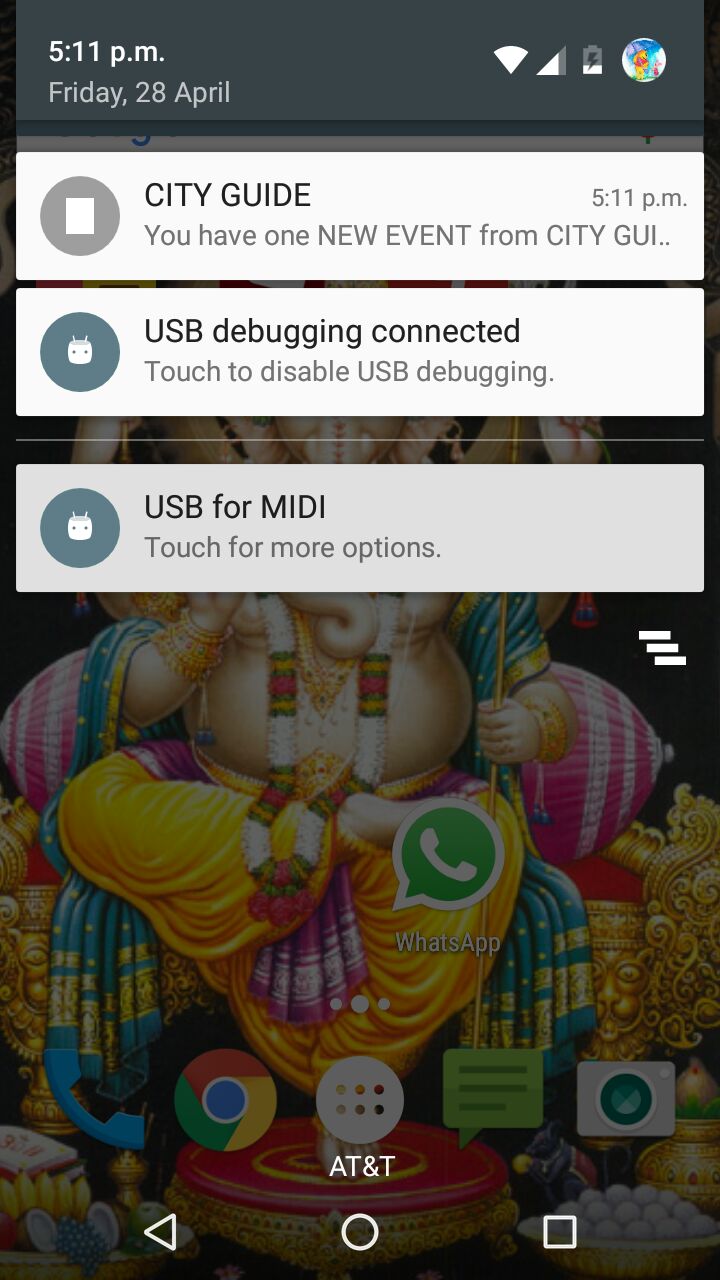 5:11 p.m.
Friday, 28 April
CITY GUIDE
5:11 p.m.
You have one NEW EVENT from CITY GUI..
USB debugging connected
Touch to disable USB debugging.
USB for MIDI
Touch for more options.
WhatsApp
AT&T